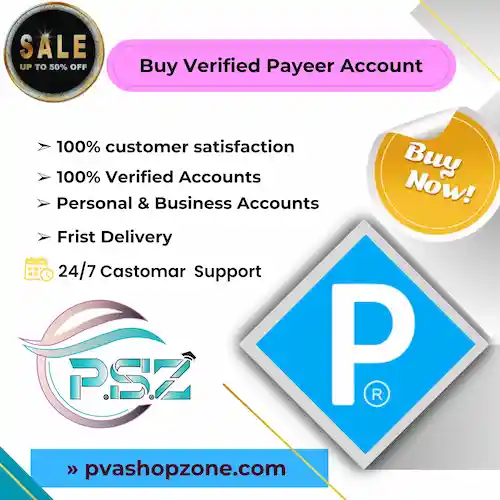 SALE
UP TO 50% OFF
Buy Verified Payeer Account
➢ 100% customer satisfaction
➢ 100% Verified Accounts
➢ Personal & Business Accounts
➢ Frist Delivery
24/7 Castomar Support
Buy
Now!
P
®
P.S.Z
» pvashopzone.com